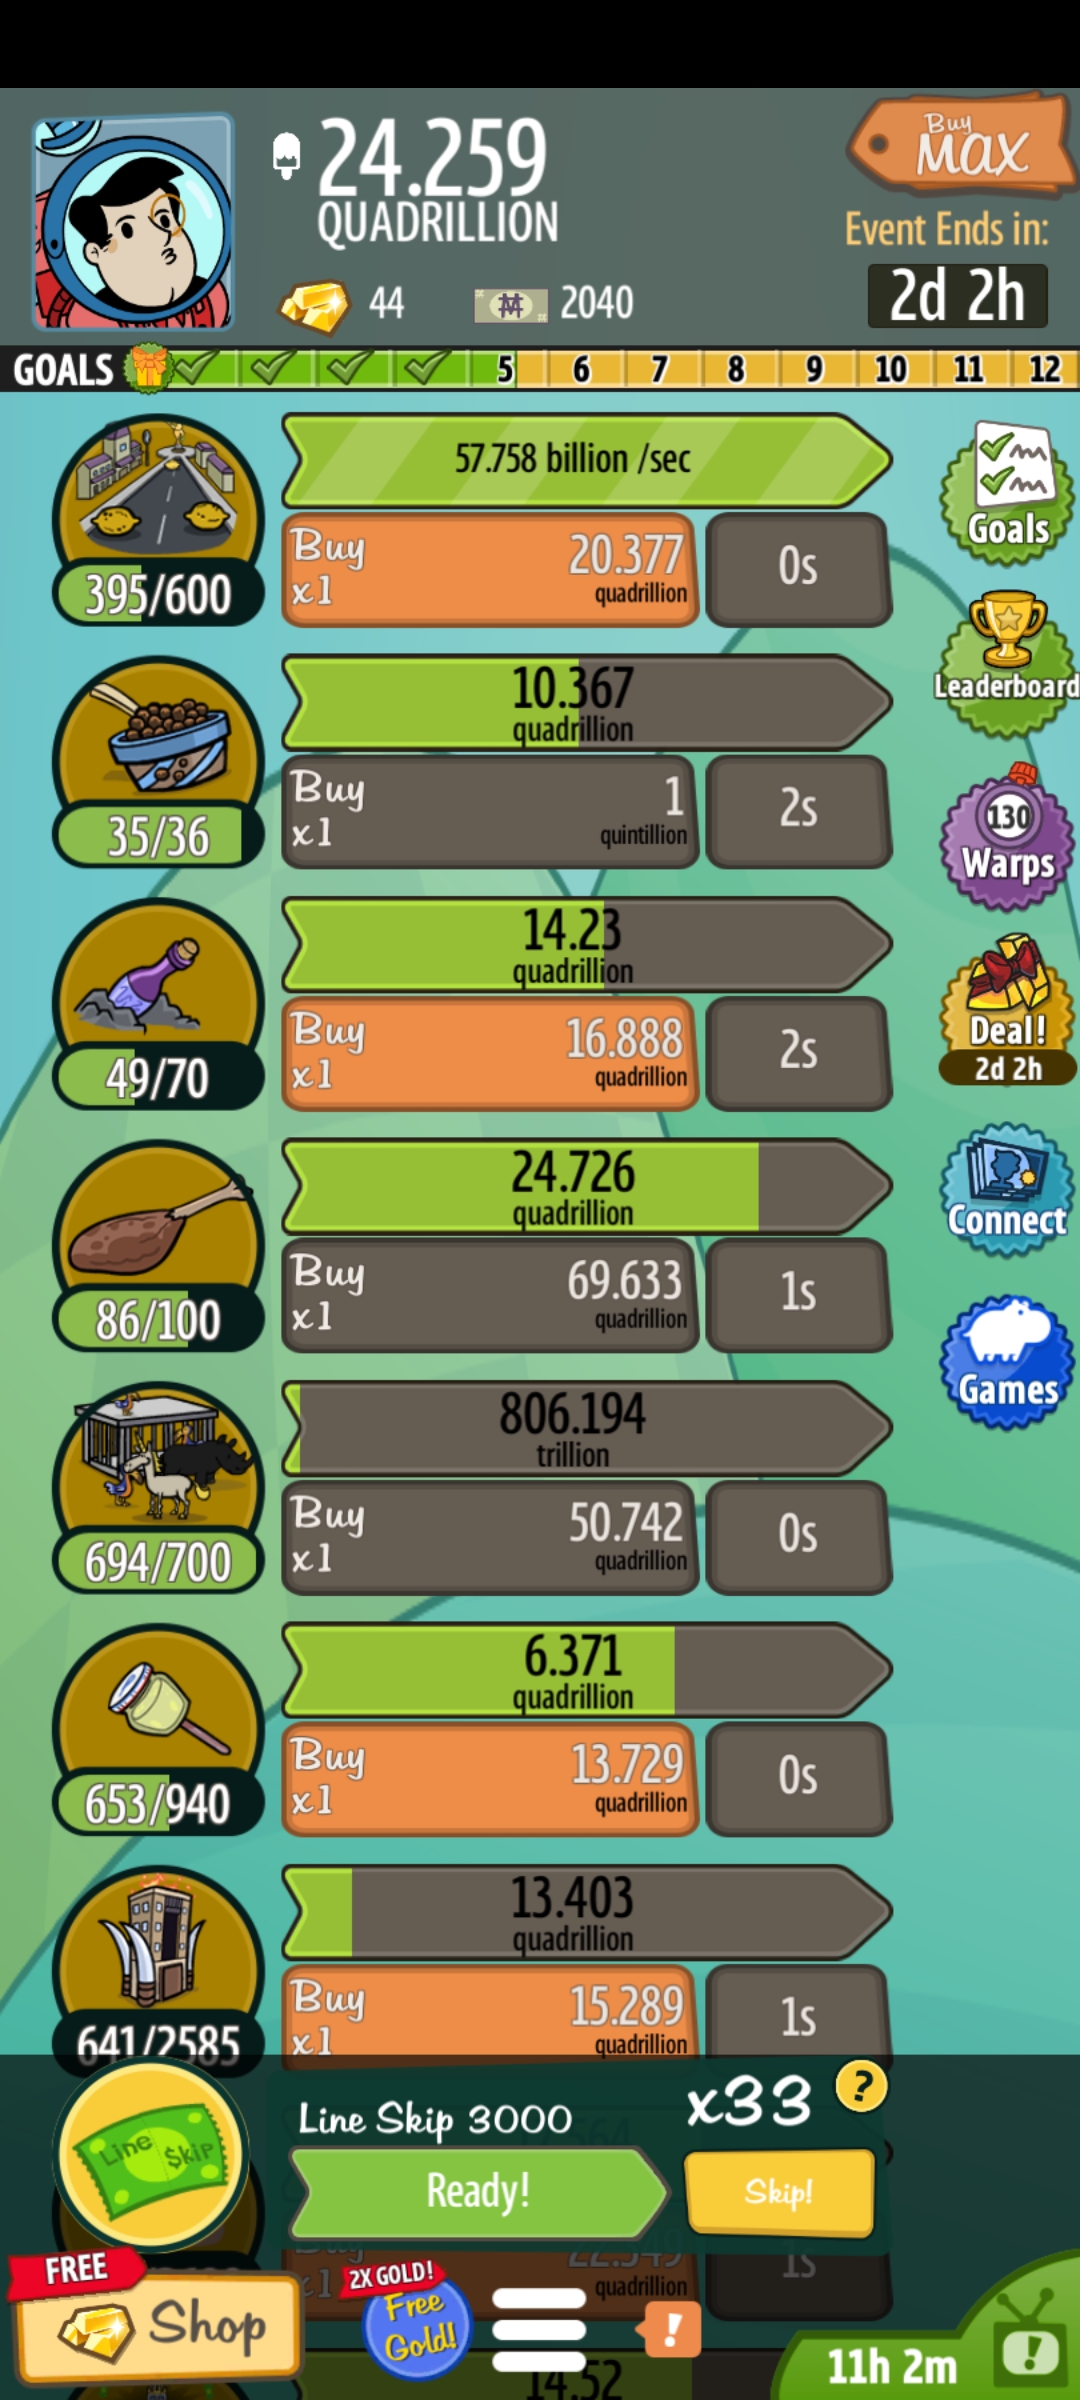 24.259
QUADRILLION
Buy
MAX
Event Ends in:
2d 2h
44
2040
GOALS
5 6 7 8 9 10 11 12
57.758 billion /sec
Buy
x1
20.377
quadrillion
0s
395/600
Goals
Leaderboard
10.367
quadrillion
Buy
x1
1
quintillion
2s
35/36
130
Warps
14.23
quadrillion
Buy
x1
16.888
quadrillion
2s
49/70
Deal!
2d 2h
24.726
quadrillion
Buy
x1
69.633
quadrillion
1s
86/100
Connect
Games
806.194
trillion
Buy
x1
50.742
quadrillion
0s
694/700
6.371
quadrillion
Buy
x1
13.729
quadrillion
0s
653/940
13.403
quadrillion
Buy
x1
15.289
quadrillion
1s
641/2585
Line Skip
Line Skip 3000
x33
?
Ready!
Skip!
22.549
quadrillion
1s
FREE
Shop
2X GOLD!
Free
Gold!
!
11h 2m
!
14.52